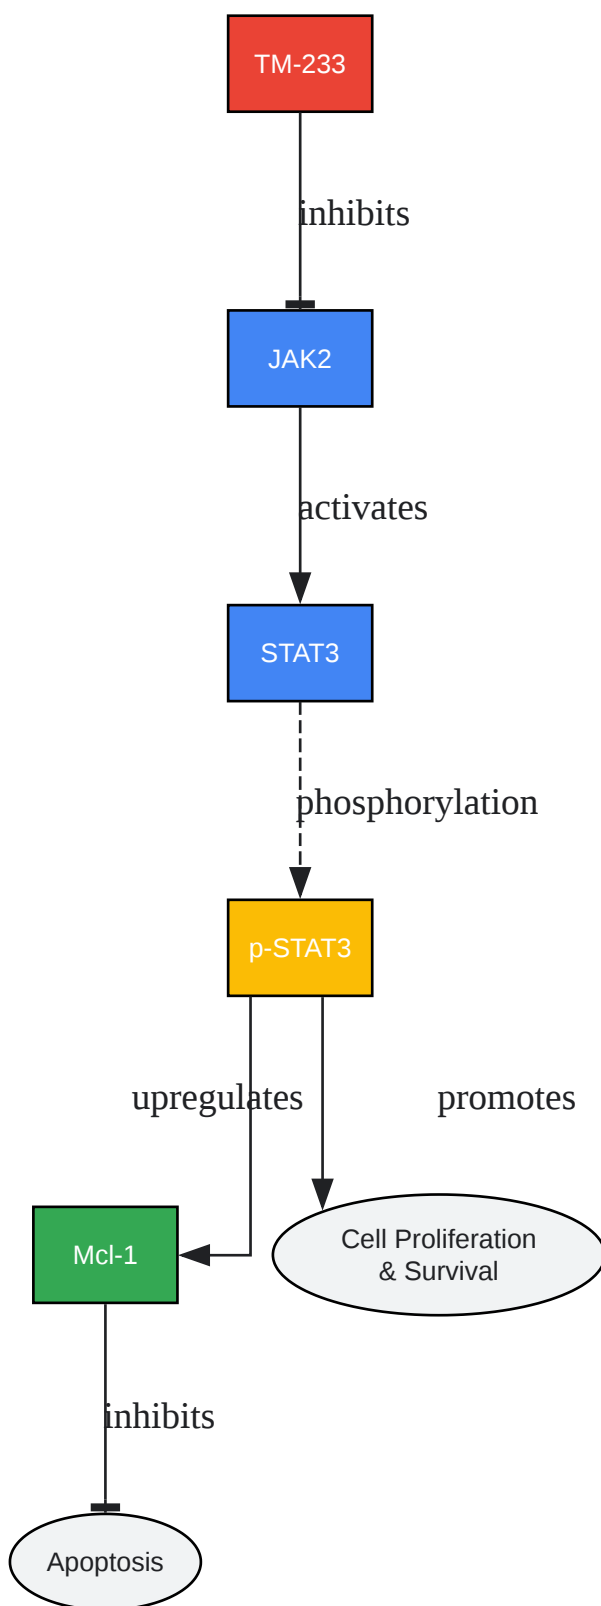 TM-233
inhibits
JAK2
activates
STAT3
phosphorylation
p-STAT3
upregulates
promotes
Mcl-1
Cell Proliferation
& Survival
inhibits
Apoptosis